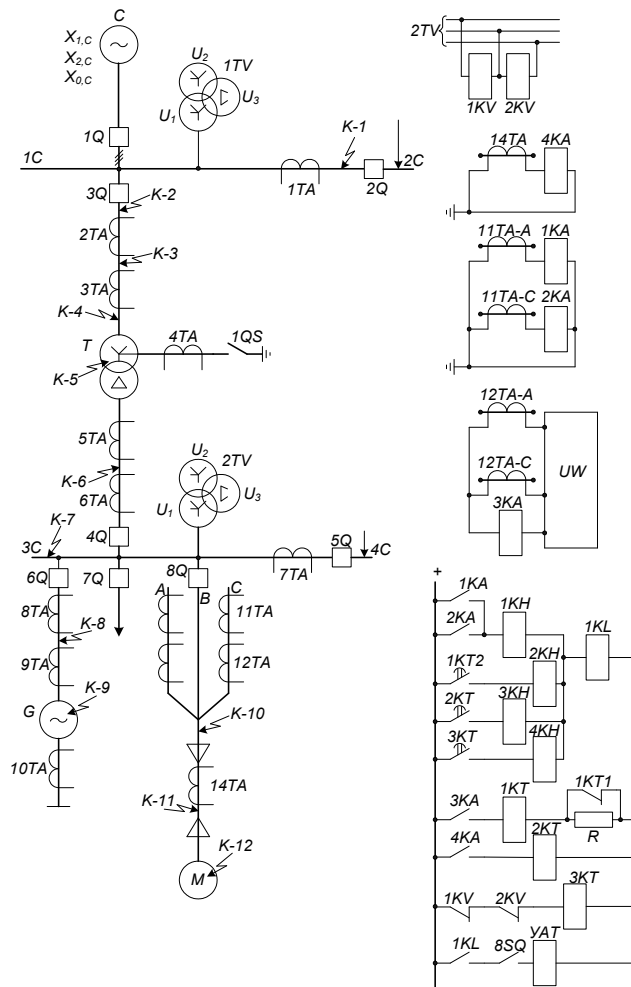 C
X1,C
X2,C
X0,C
U2
1TV
U3
U1
1Q
K-1
1C
2C
1TA
2Q
3Q
K-2
2TA
K-3
3TA
K-4
T
4TA
1QS
K-5
5TA
K-6
6TA
U2
2TV
U3
U1
4Q
K-7
3C
5Q
4C
7TA
6Q
7Q
8Q
A
B
C
8TA
11TA
K-8
9TA
12TA
K-9
G
K-10
10TA
14TA
K-11
K-12
M
2TV
1KV
2KV
14TA
4KA
11TA-A
1KA
11TA-C
2KA
12TA-A
12TA-C
UW
3KA
+
1KA
1KH
1KL
2KA
2KH
1KT2
3KH
2KT
4KH
3KT
1KT
1KT1
3KA
R
4KA
2KT
3KT
1KV
2KV
1KL
8SQ
УАТ